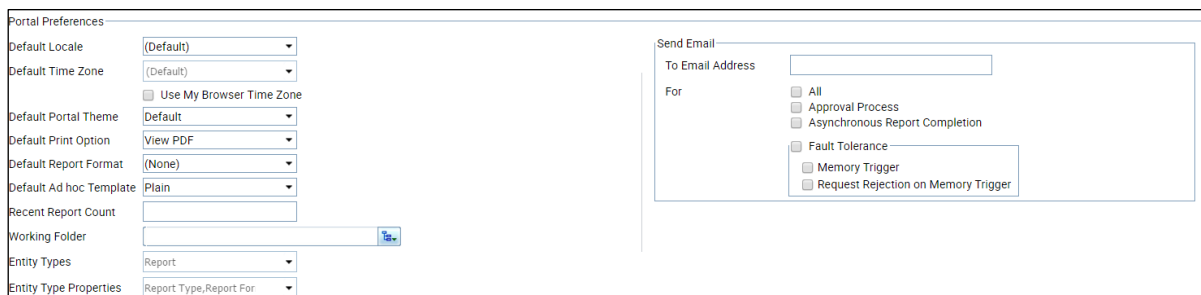 Portal Preferences
Default Locale (Default)
Default Time Zone (Default)
Use My Browser Time Zone
Default Portal Theme Default
Default Print Option View PDF
Default Report Format (None)
Default Ad hoc Template Plain
Recent Report Count
Working Folder
Entity Types Report
Entity Type Properties Report Type,Report For
Send Email
To Email Address
For All
Approval Process
Asynchronous Report Completion
Fault Tolerance
Memory Trigger
Request Rejection on Memory Trigger